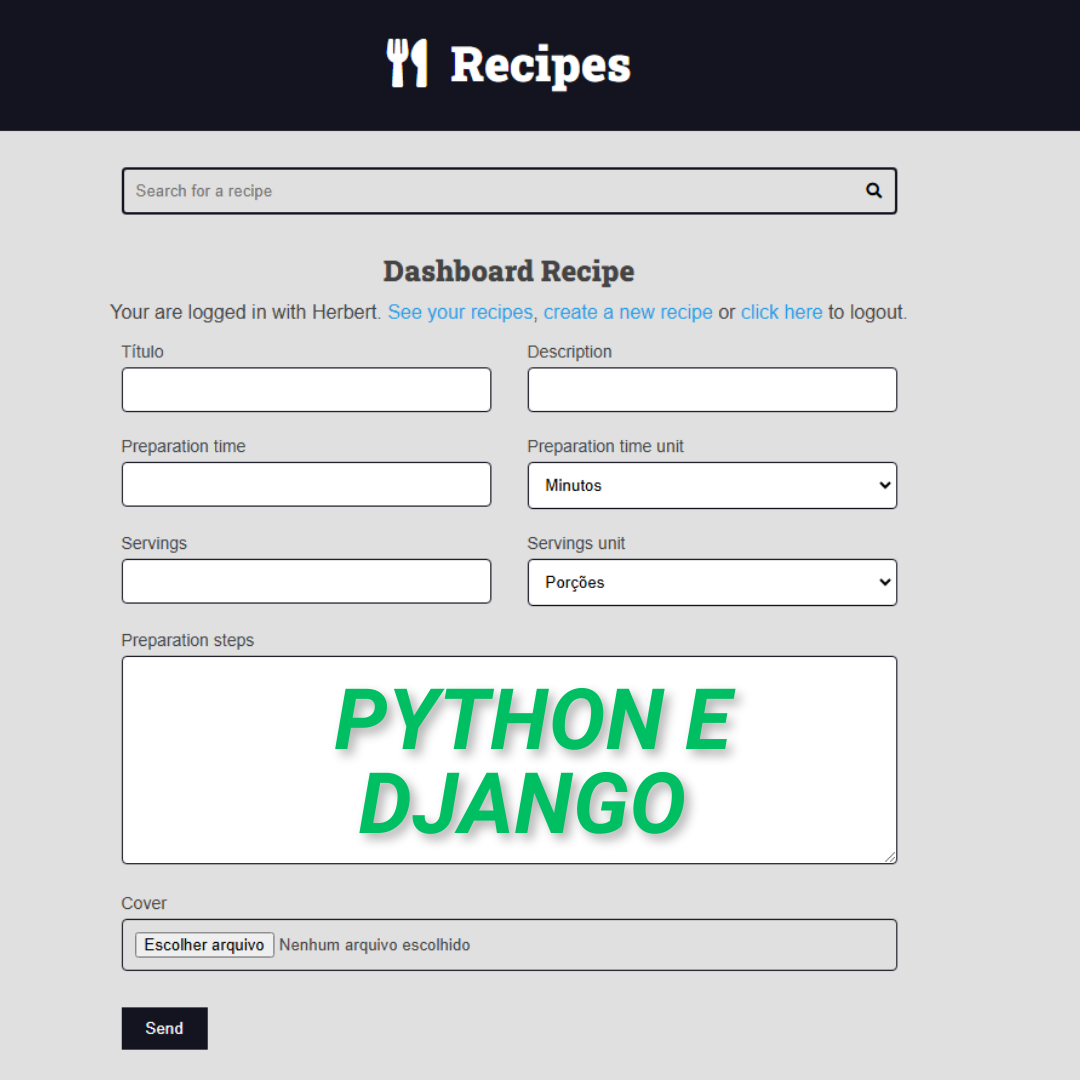 Recipes
Search for a recipe
Dashboard Recipe
Your are logged in with Herbert. See your recipes, create a new recipe or click here to logout.
Título Description
Preparation time Preparation time unit
Minutos
Servings Servings unit
Porções
Preparation steps
PYTHON E
DJANGO
Cover
Escolher arquivo Nenhum arquivo escolhido
Send